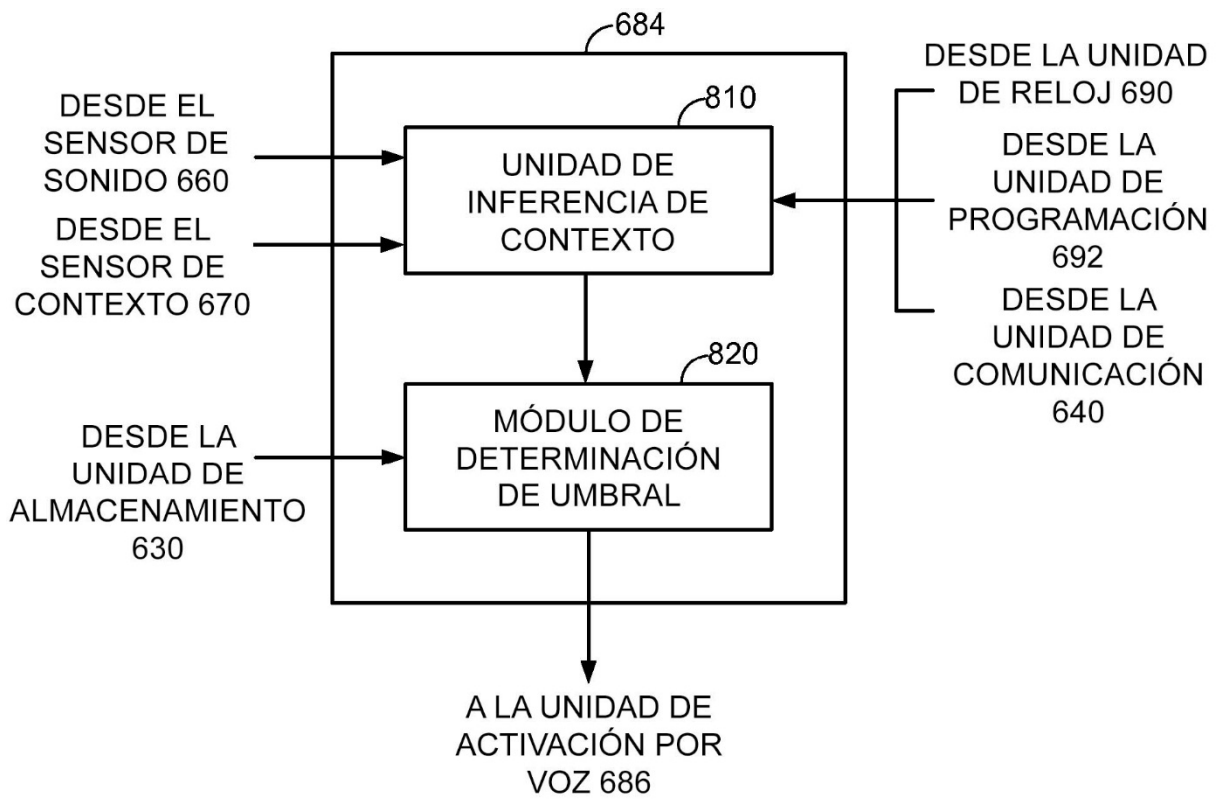 684
DESDE EL
SENSOR DE
SONIDO 660
DESDE EL
SENSOR DE
CONTEXTO 670
810
UNIDAD DE
INFERENCIA DE
CONTEXTO
DESDE LA UNIDAD
DE RELOJ 690
DESDE LA
UNIDAD DE
PROGRAMACIÓN
692
DESDE LA
UNIDAD DE
COMUNICACIÓN
640
820
MÓDULO DE
DETERMINACIÓN
DE UMBRAL
DESDE LA
UNIDAD DE
ALMACENAMIENTO
630
A LA UNIDAD DE
ACTIVACIÓN POR
VOZ 686